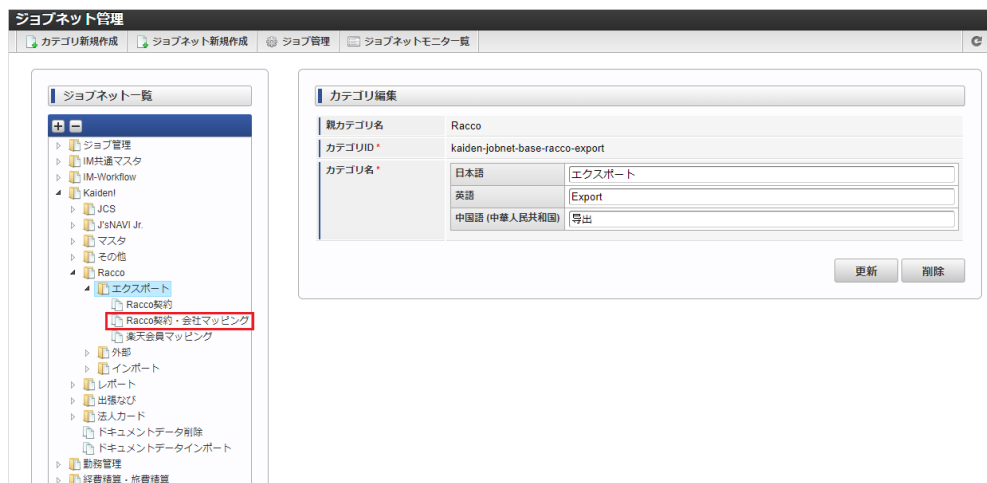 ジョブネット管理
カテゴリ新規作成 ジョブネット新規作成 ジョブ管理 ジョブネットモニター覧
ジョブネット一覧
ジョブ管理
IM共通マスタ
IM-Workflow
Kaiden!
JCS
J'sNAVI Jr.
マスタ
その他
Racco
エクスポート
Racco契約
Racco契約・会社マッピング
楽天会員マッピング
外部
インポート
レポート
出張なび
法人カード
ドキュメントデータ削除
ドキュメントデータインポート
勤務管理
経費精算・旅費精算
カテゴリ編集
親カテゴリ名 Racco
カテゴリID * kaiden-jobnet-base-racco-export
カテゴリ名 *
日本語 エクスポート
英語 Export
中国語 (中華人民共和国) 导出
更新 削除